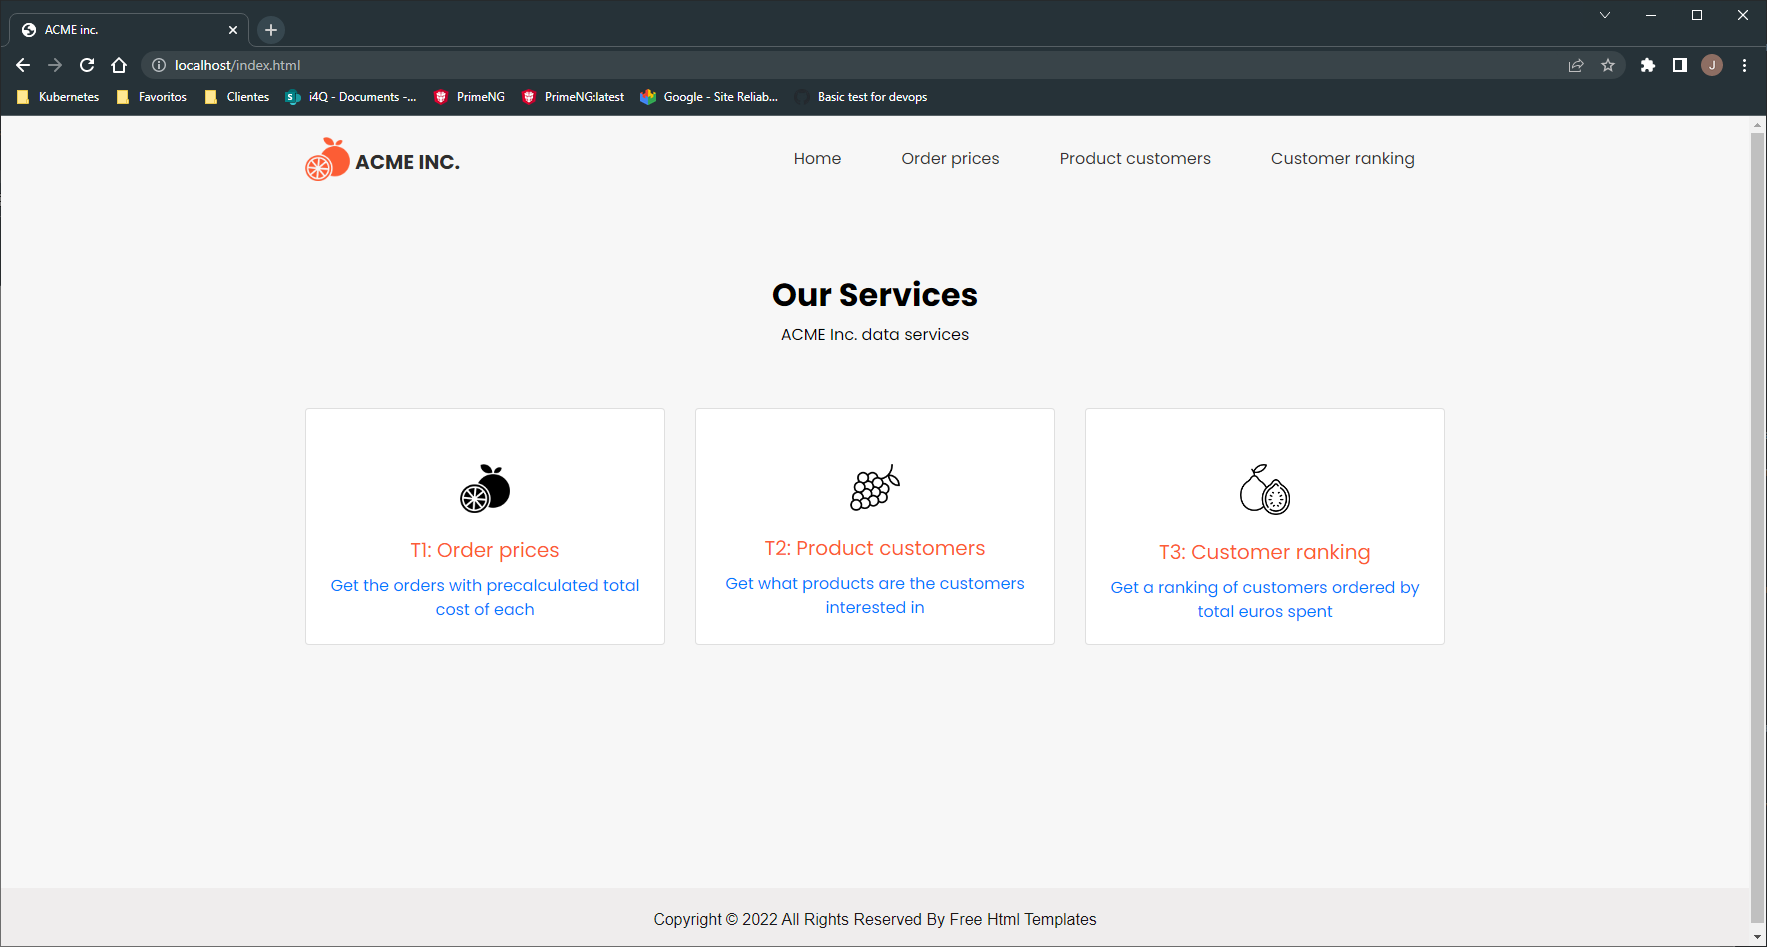 ACME inc.
localhost/index.html
J
Kubernetes Favoritos Clientes i4Q - Documents -... PrimeNG PrimeNG:latest Google - Site Reliab... Basic test for devops
ACME INC. Home Order prices Product customers Customer ranking
Our Services
ACME Inc. data services
T1: Order prices
Get the orders with precalculated total
cost of each
T2: Product customers
Get what products are the customers
interested in
T3: Customer ranking
Get a ranking of customers ordered by
total euros spent
Copyright © 2022 All Rights Reserved By Free Html Templates